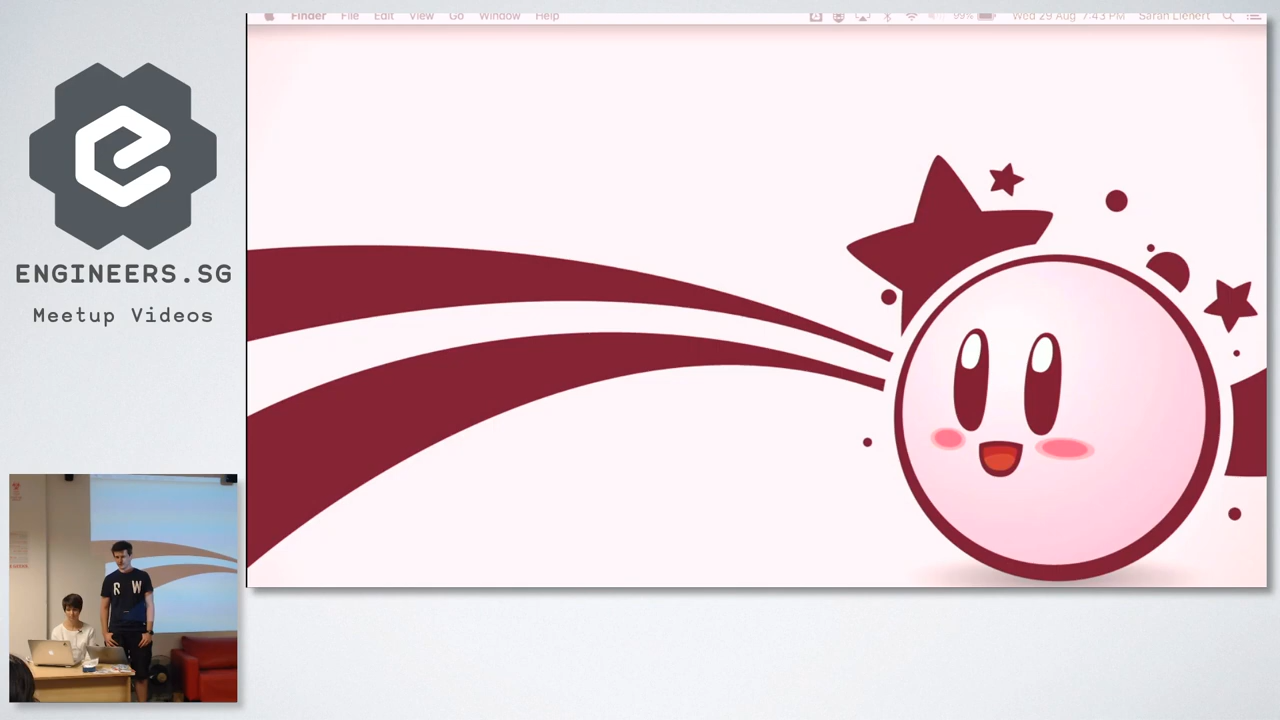 Finder File Edit View Go Window Help 99% Wed 29 Aug 7:43 PM Sarah Lienert
ENGINEERS.SG
Meetup Videos
R W